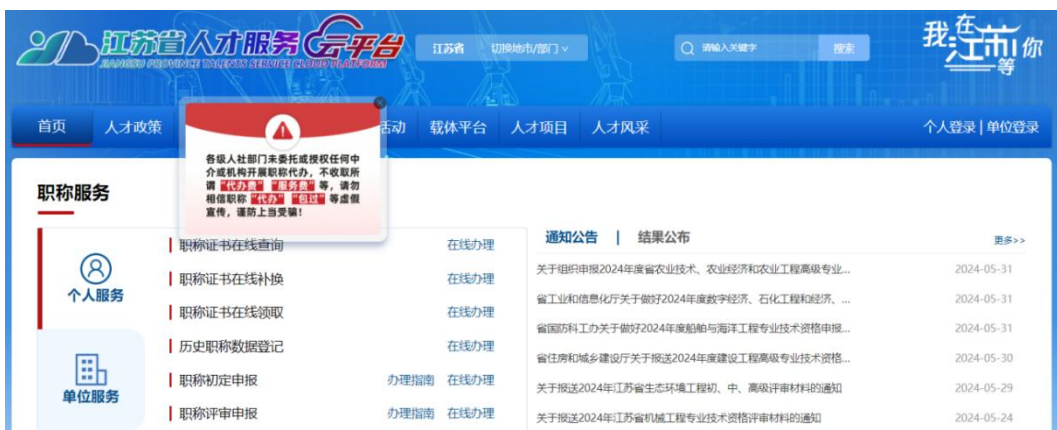 江苏省人才服务云平台
JIANGSU PROVINCE TALENTS SERVICE CLOUD PLATFORM
江苏省 切换地市/部门
请输入关键字 搜索
我在江苏等你
首页 人才政策 活动 载体平台 人才项目 人才风采 个人登录 | 单位登录
各级人社部门未委托或授权任何中
介或机构开展职称代办，不收取所
谓“代办费”“服务费”等，请勿
相信职称“代办”“包过”等虚假
宣传，谨防上当受骗！
职称服务
个人服务
单位服务
职称证书在线查询 在线办理
职称证书在线补换 在线办理
职称证书在线领取 在线办理
历史职称数据登记 在线办理
职称初定申报 办理指南 在线办理
职称评审申报 办理指南 在线办理
通知公告 | 结果公布 更多>>
关于组织申报2024年度省农业技术、农业经济和农业工程高级专业... 2024-05-31
省工业和信息化厅关于做好2024年度数字经济、石化工程和经济、... 2024-05-31
省国防科工办关于做好2024年度船舶与海洋工程专业技术资格申报... 2024-05-31
省住房和城乡建设厅关于报送2024年度建设工程高级专业技术资格... 2024-05-30
关于报送2024年江苏省生态环境工程初、中、高级评审材料的通知 2024-05-29
关于报送2024年江苏省机械工程专业技术资格评审材料的通知 2024-05-24